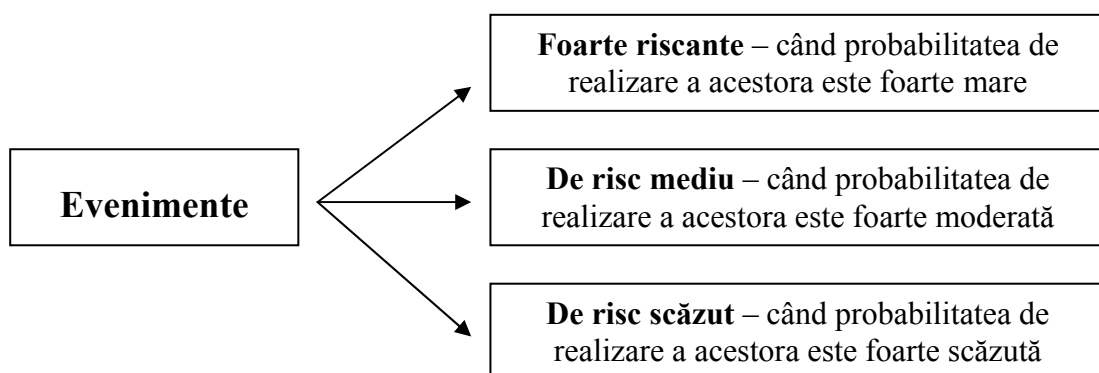 Foarte riscante – când probabilitatea de
realizare a acestora este foarte mare
Evenimente
De risc mediu – când probabilitatea de
realizare a acestora este foarte moderată
De risc scăzut – când probabilitatea de
realizare a acestora este foarte scăzută